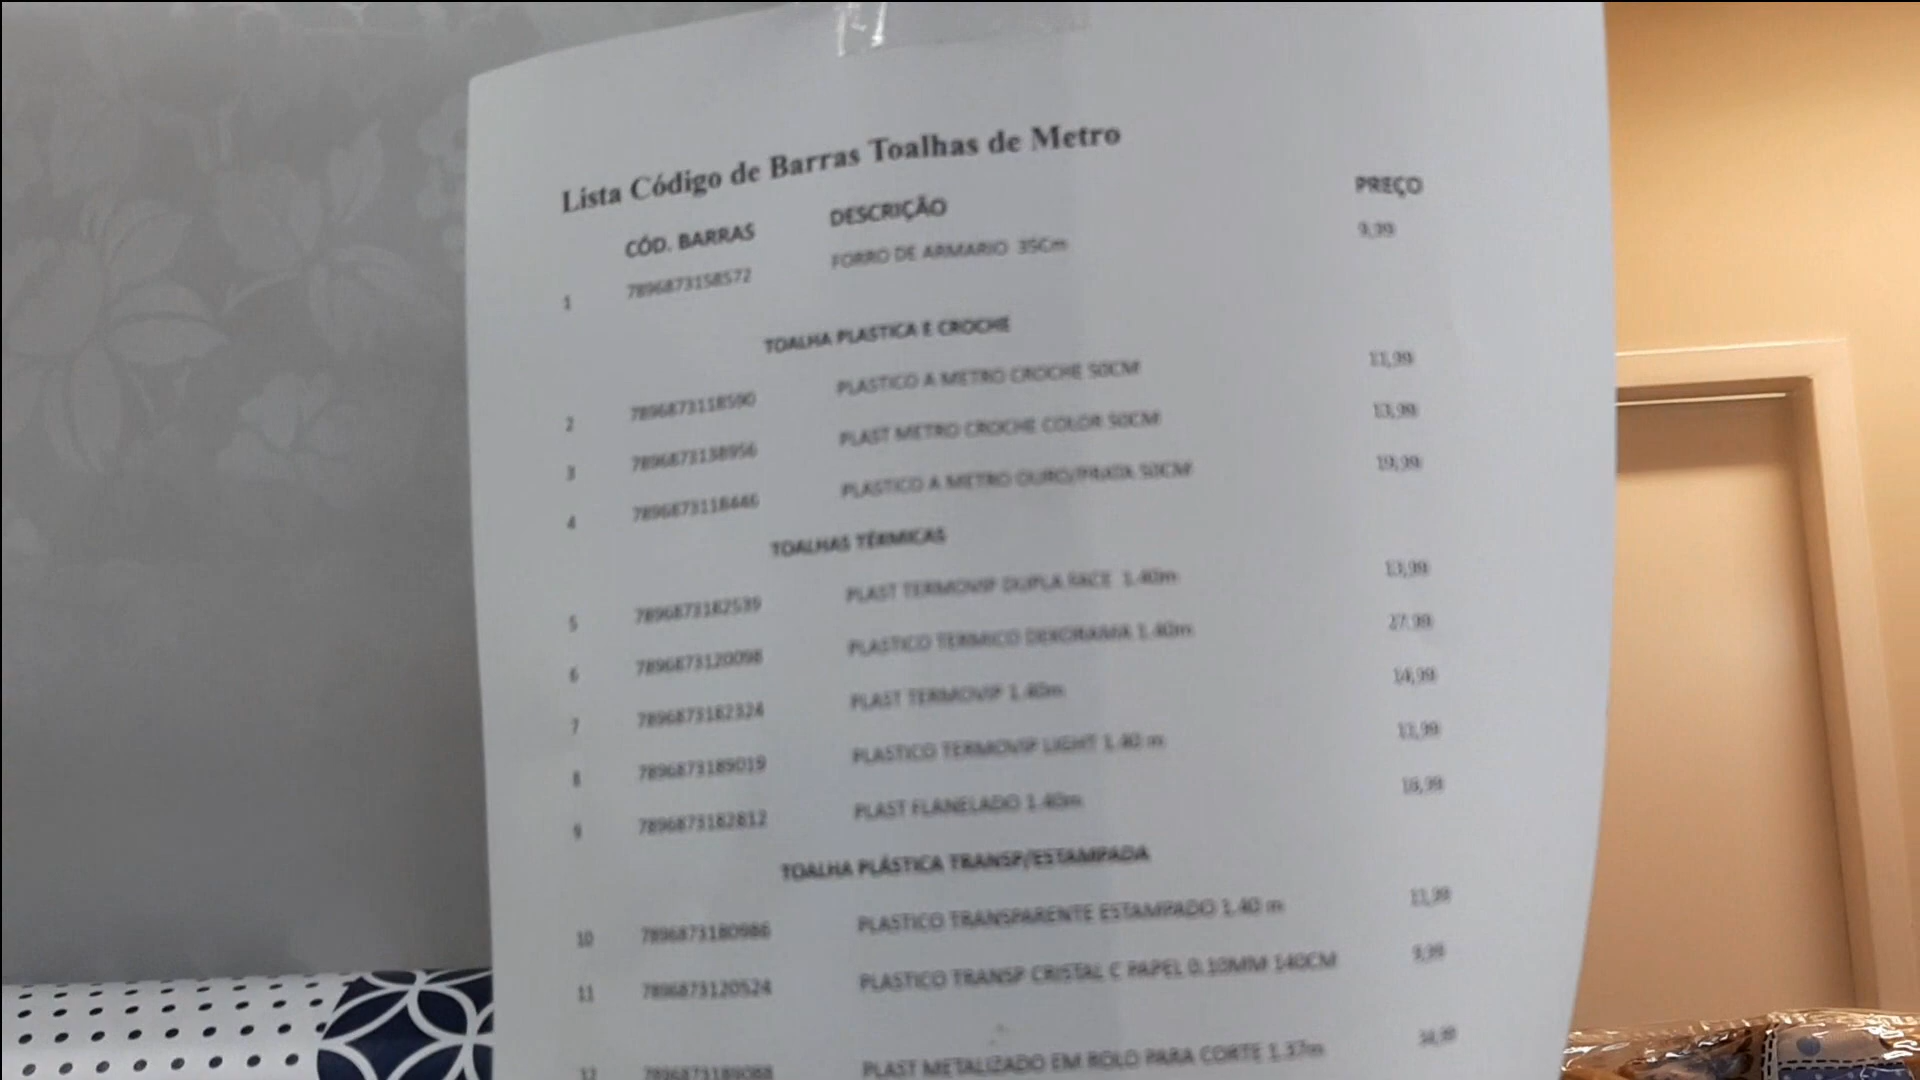 Lista Código de Barras Toalhas de Metro
CÓD. BARRAS DESCRIÇÃO PREÇO
1 7896873158572 FORRO DE ARMARIO 35Cm 9,99
TOALHA PLASTICA E CROCHE
2 7896873118590 PLASTICO A METRO CROCHE 50CM 11,99
3 7896873138956 PLAST METRO CROCHE COLOR 50CM 13,99
4 7896873118446 PLASTICO A METRO OURO/PRATA 50CM 19,99
TOALHAS TÉRMICAS
5 7896873182539 PLAST TERMOVIP DUPLA FACE 1.40m 13,99
6 7896873120098 PLASTICO TERMICO DEKORAMA 1.40m 27,99
7 7896873182324 PLAST TERMOVIP 1.40m 14,99
8 7896873189019 PLASTICO TERMOVIP LIGHT 1.40 m 11,99
9 7896873182812 PLAST FLANELADO 1.40m 18,99
TOALHA PLÁSTICA TRANSP/ESTAMPADA
10 7896873180986 PLASTICO TRANSPARENTE ESTAMPADO 1.40 m 11,99
11 7896873120524 PLASTICO TRANSP CRISTAL C PAPEL 0.10MM 140CM 9,99
12 PLAST METALIZADO EM ROLO PARA CORTE 1.37m